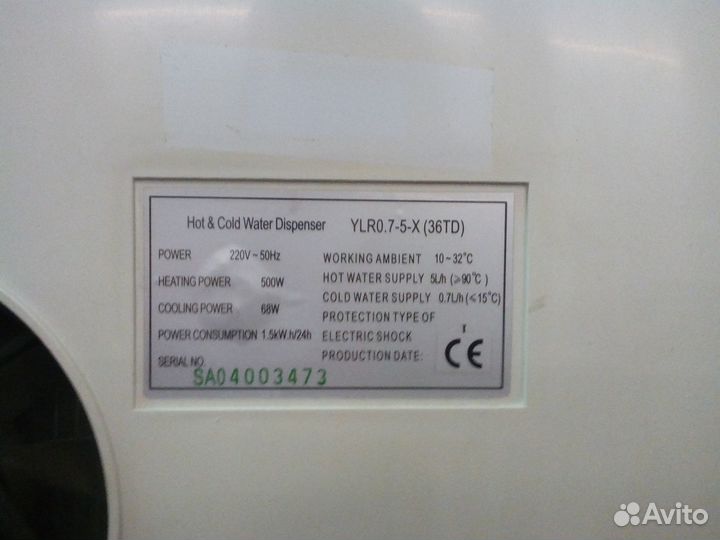 Hot & Cold Water Dispenser YLR0.7-5-X (36TD)
POWER 220V~50Hz
HEATING POWER 500W
COOLING POWER 68W
POWER CONSUMPTION 1.5kW.h/24h
SERIAL NO.
SA04003473
WORKING AMBIENT 10~32°C
HOT WATER SUPPLY 5L/h (≥90°C)
COLD WATER SUPPLY 0.7L/h (≤15°C)
PROTECTION TYPE OF
ELECTRIC SHOCK I
PRODUCTION DATE:
CE
Avito